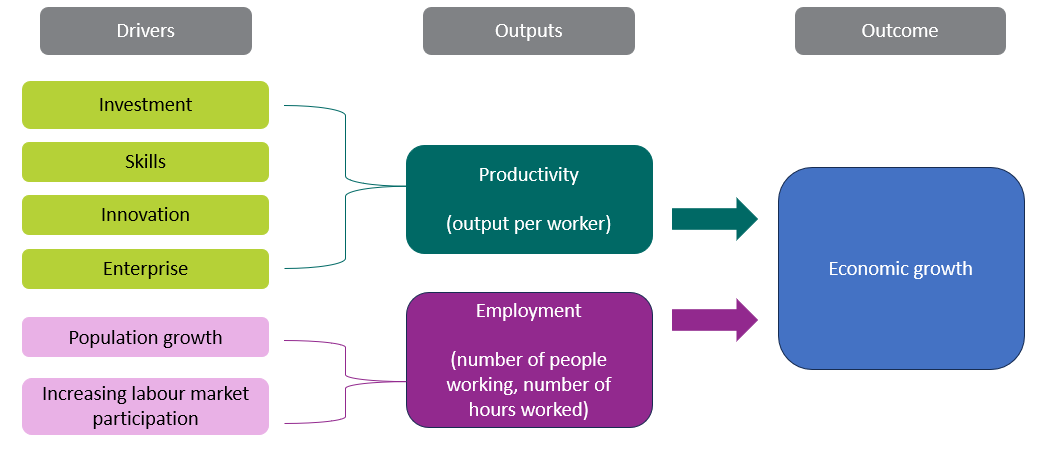 Drivers
Outputs
Outcome
Investment
Skills
Innovation
Enterprise
Population growth
Increasing labour market
participation
Productivity
(output per worker)
Employment
(number of people
working, number of
hours worked)
Economic growth